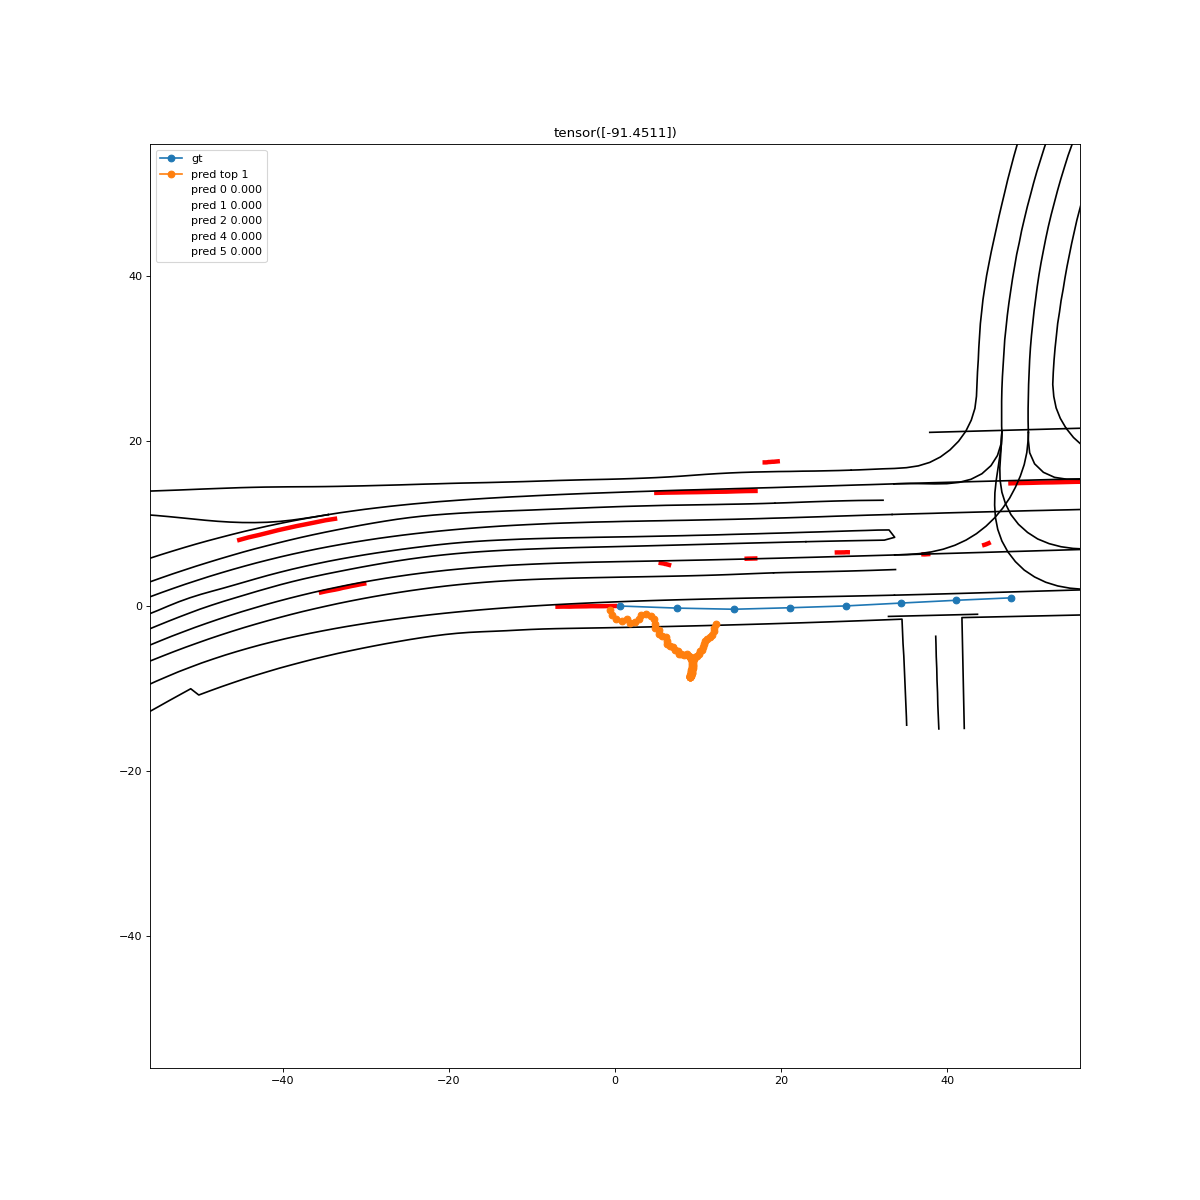 tensor([-91.4511])
gt
pred top 1
pred 0 0.000
pred 1 0.000
pred 2 0.000
pred 4 0.000
pred 5 0.000
40
20
0
−20
−40
−40 −20 0 20 40